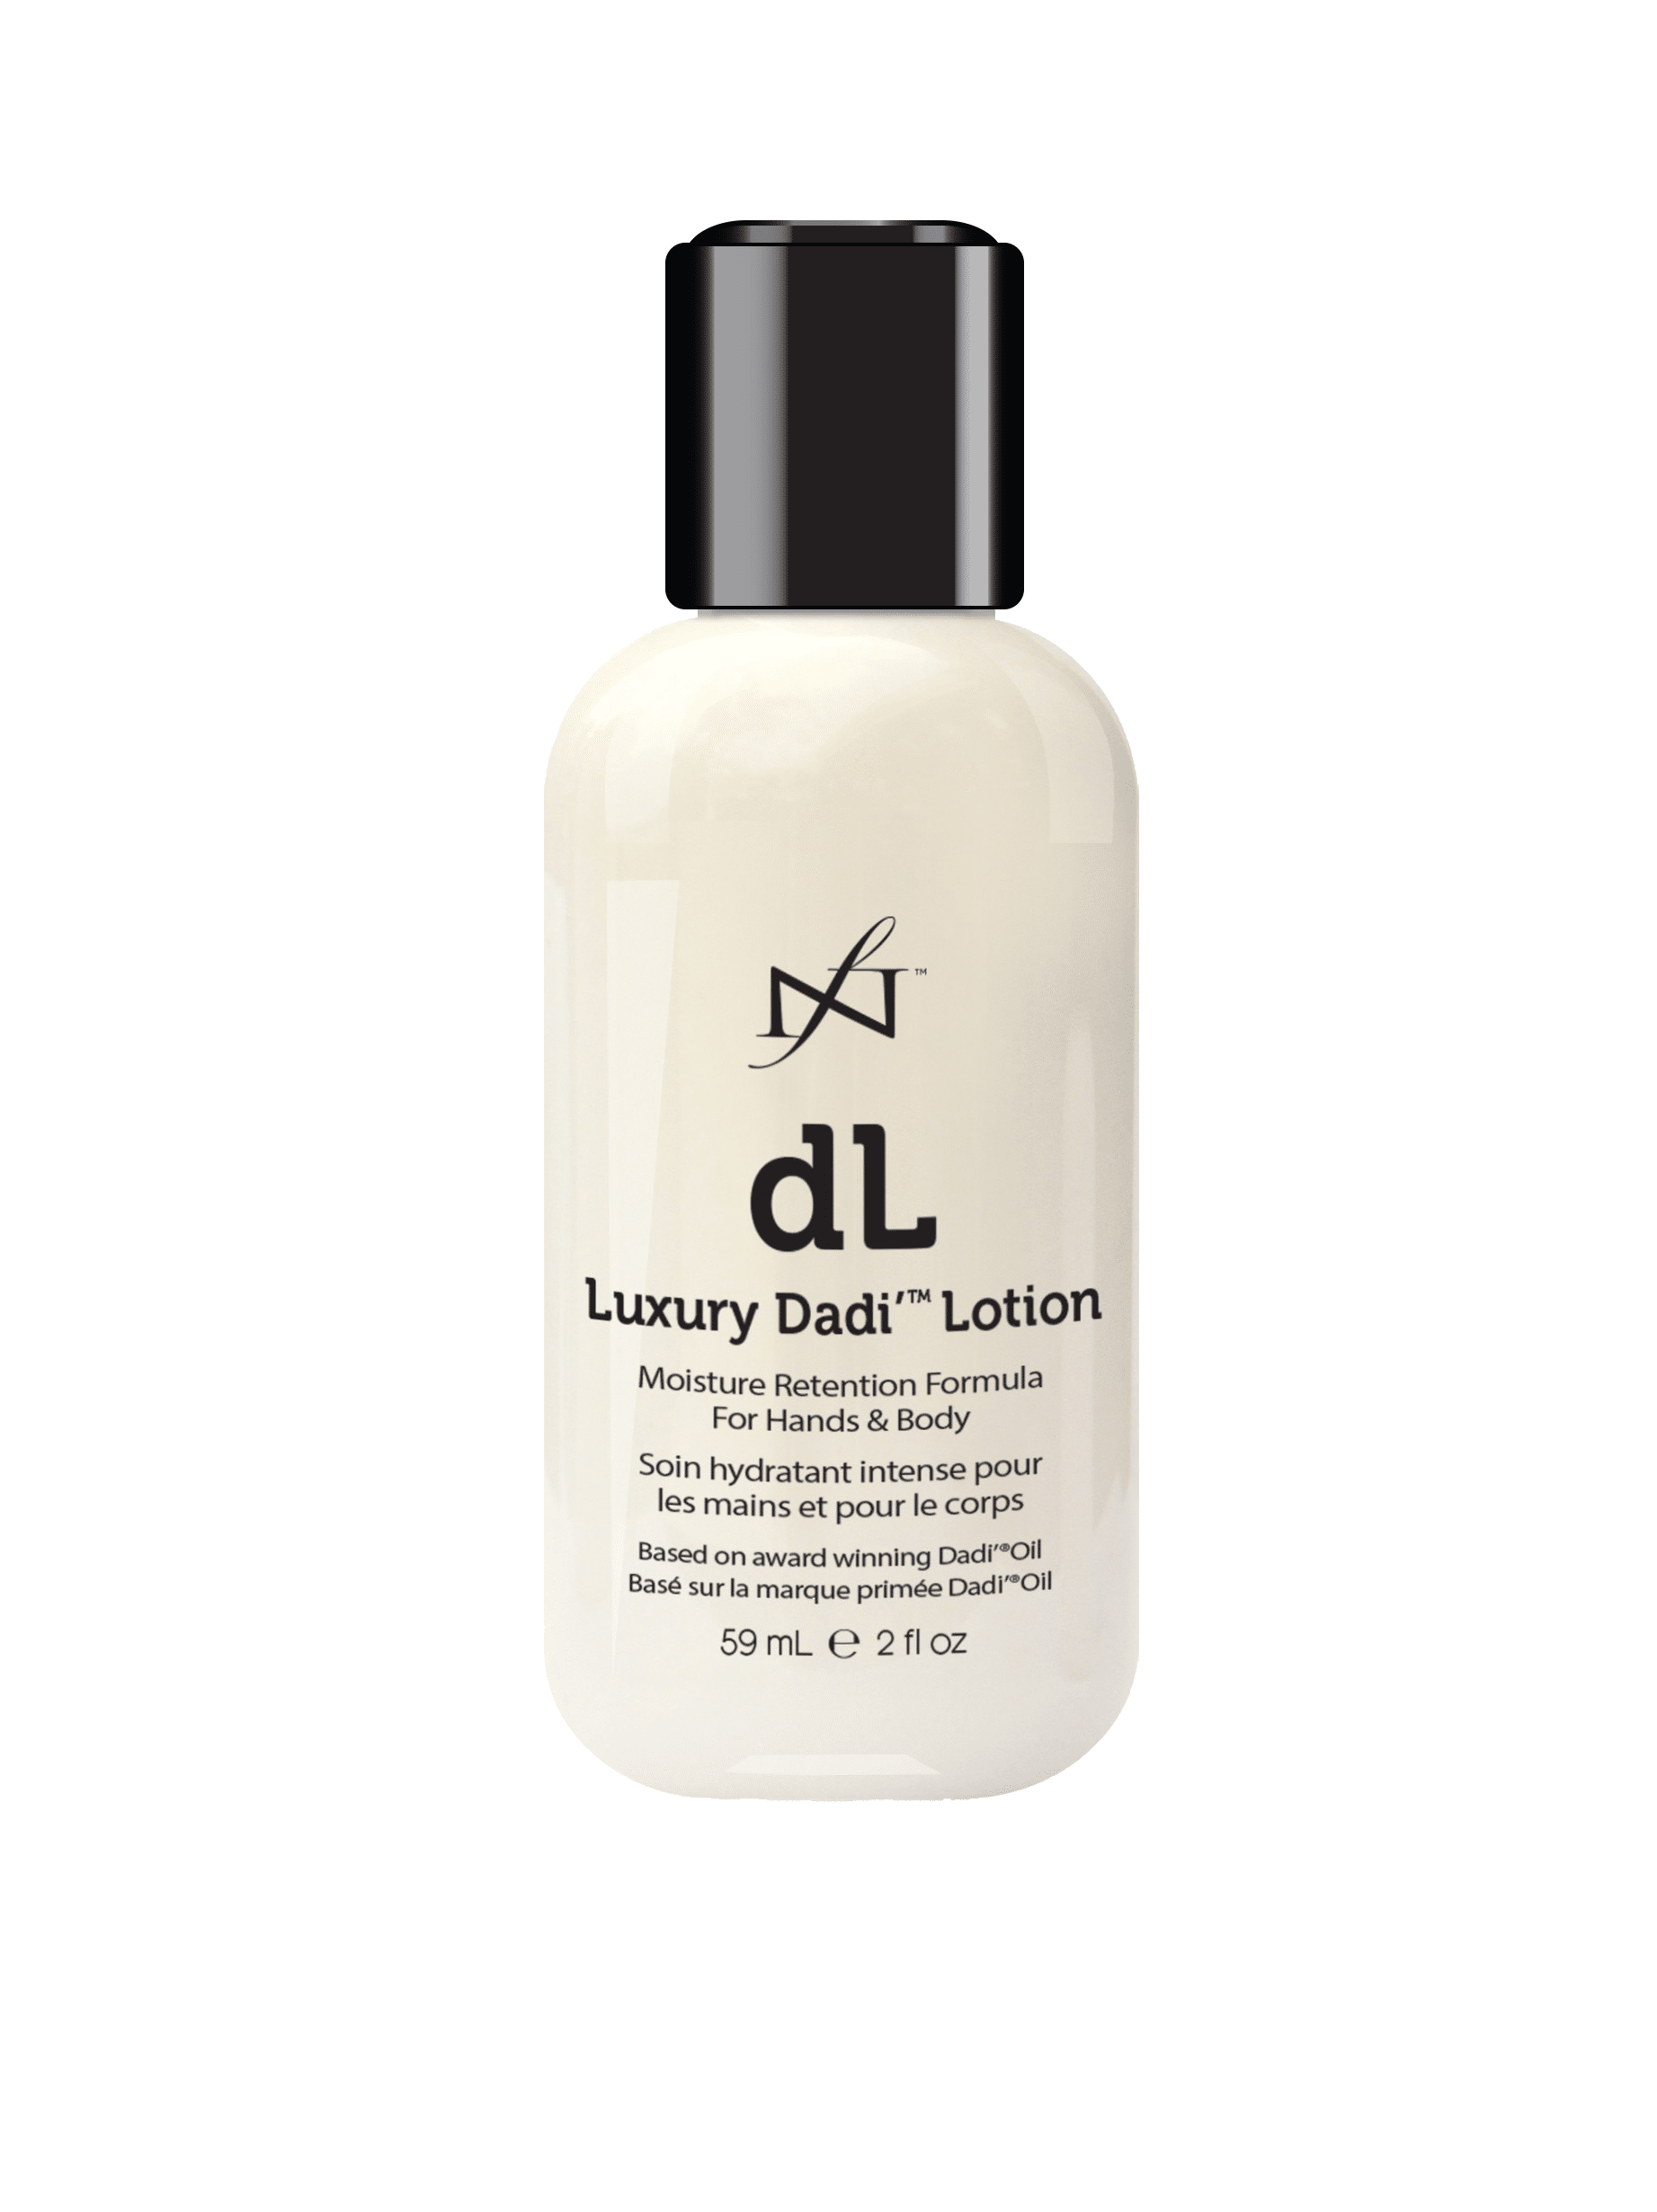 ™
dL
Luxury Dadi'™ Lotion
Moisture Retention Formula
For Hands & Body
Soin hydratant intense pour
les mains et pour le corps
Based on award winning Dadi'®Oil
Basé sur la marque primée Dadi'®Oil
59 mL ℮ 2 fl oz